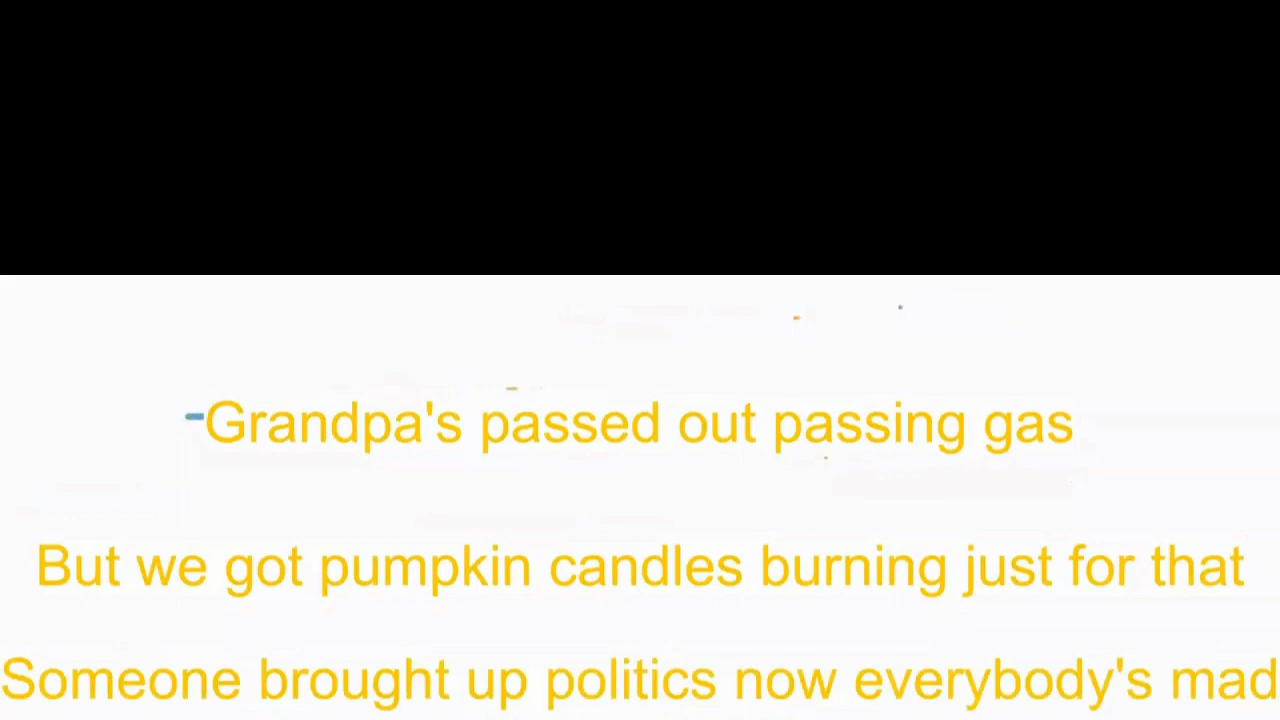 Grandpa's passed out passing gas
But we got pumpkin candles burning just for that
Someone brought up politics now everybody's mad